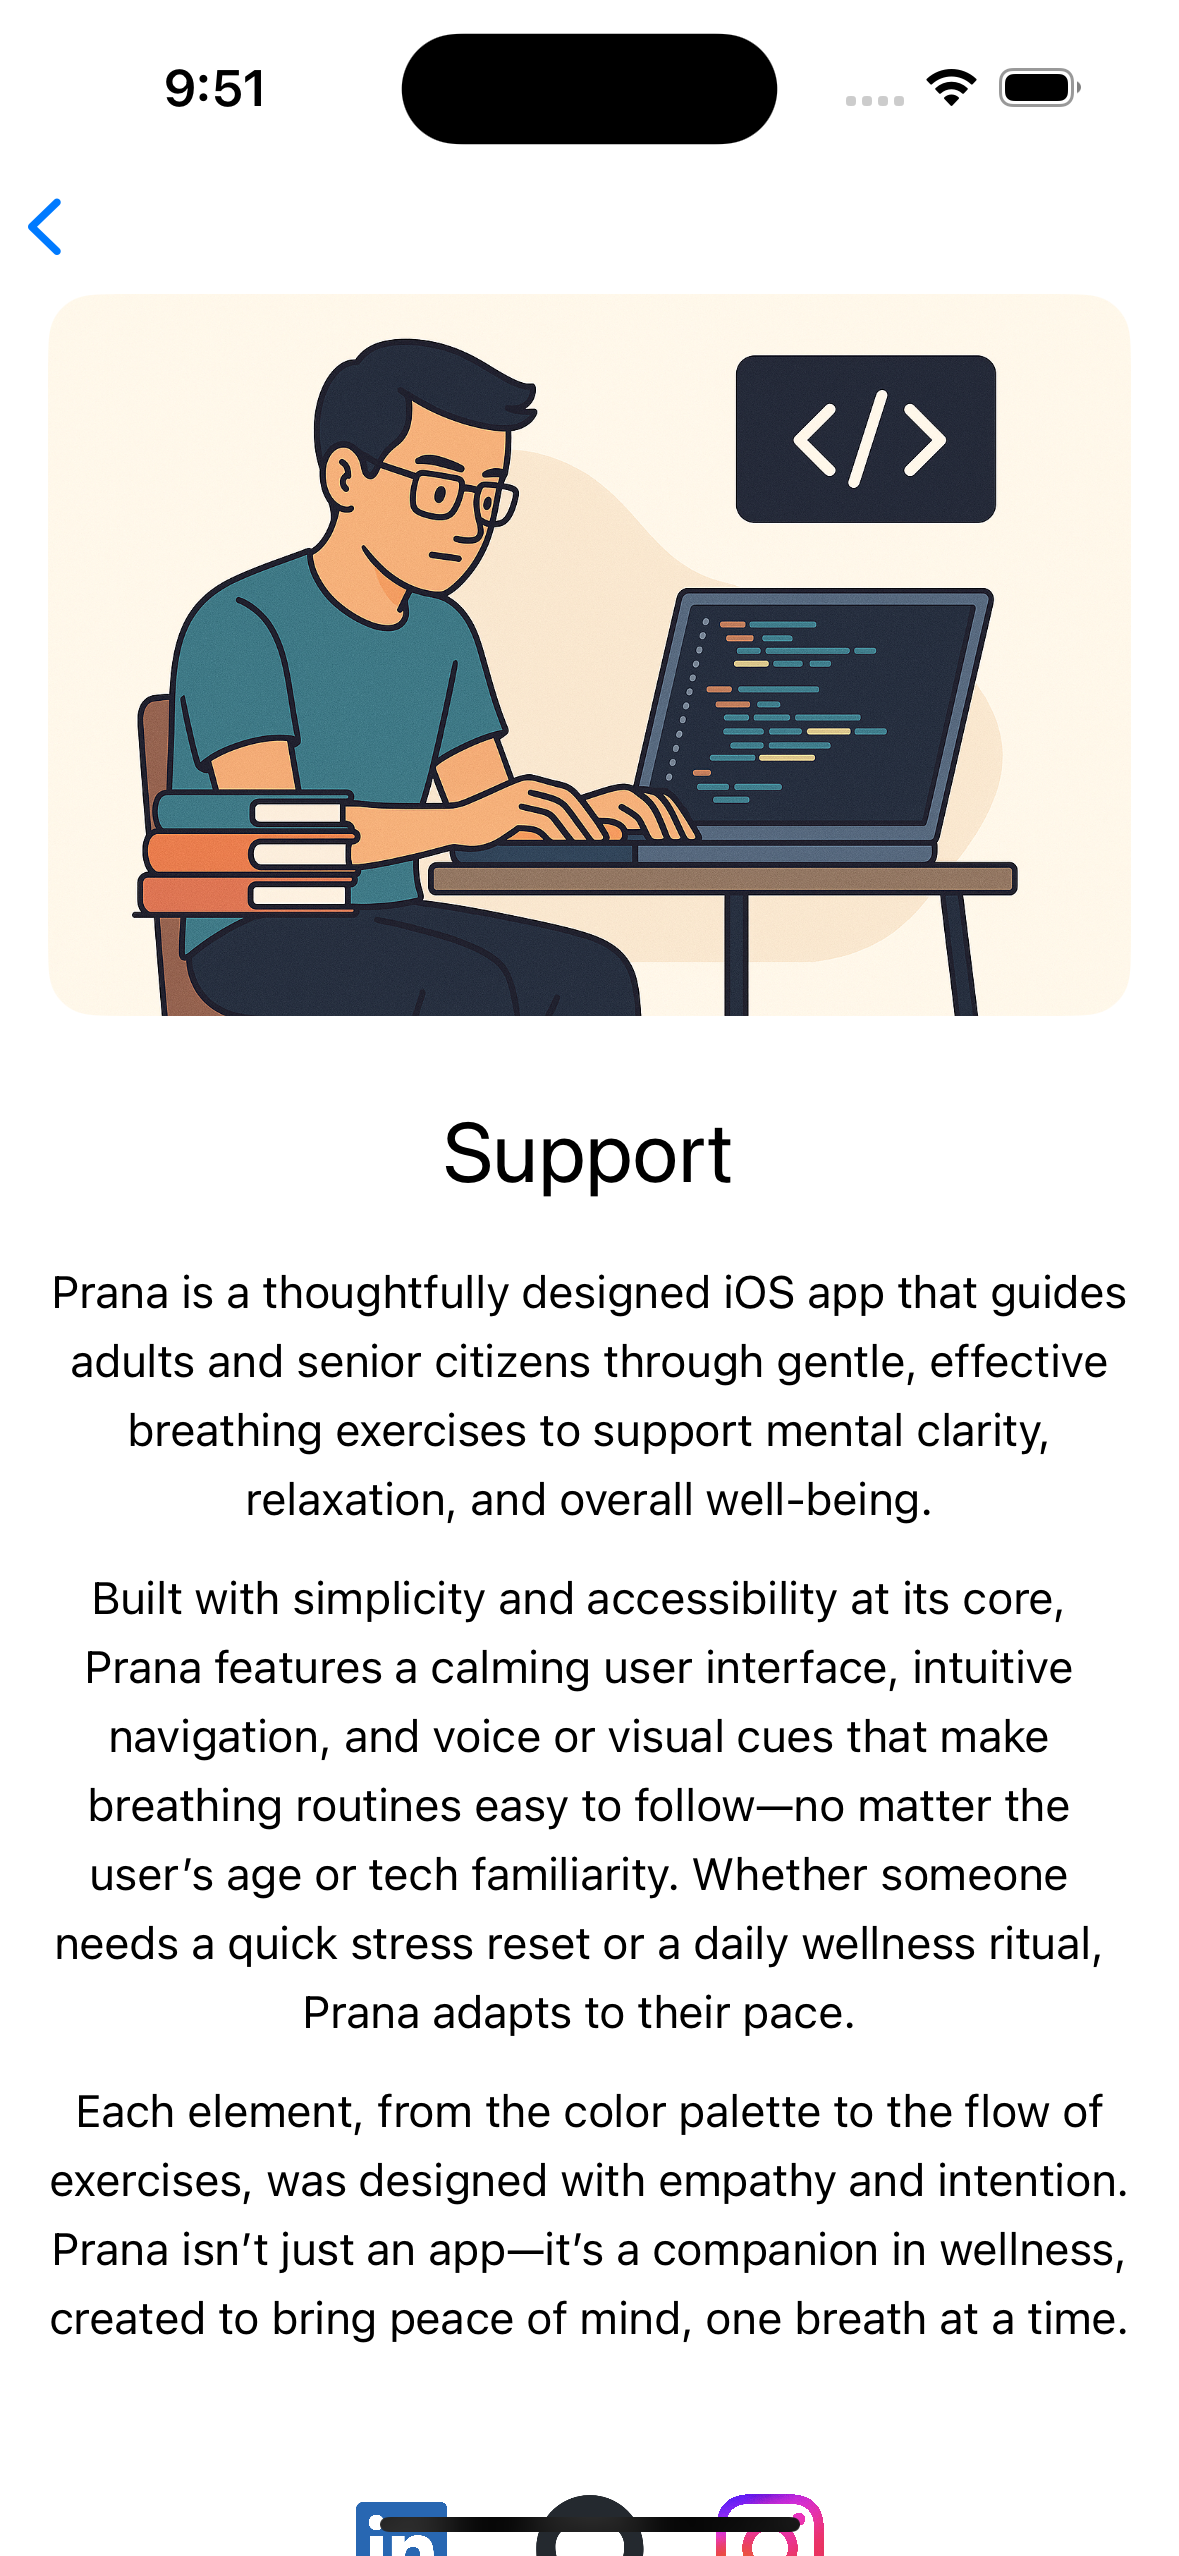 9:51
</>
Support
Prana is a thoughtfully designed iOS app that guides
adults and senior citizens through gentle, effective
breathing exercises to support mental clarity,
relaxation, and overall well-being.
Built with simplicity and accessibility at its core,
Prana features a calming user interface, intuitive
navigation, and voice or visual cues that make
breathing routines easy to follow—no matter the
user’s age or tech familiarity. Whether someone
needs a quick stress reset or a daily wellness ritual,
Prana adapts to their pace.
Each element, from the color palette to the flow of
exercises, was designed with empathy and intention.
Prana isn’t just an app—it’s a companion in wellness,
created to bring peace of mind, one breath at a time.
in